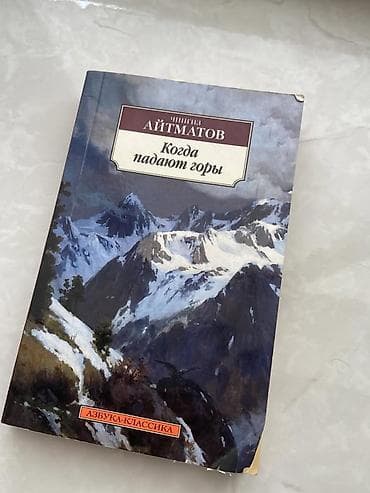 ЧИНГИЗ
АЙТМАТОВ
Когда
падают горы
АЗБУКА-КЛАССИКА